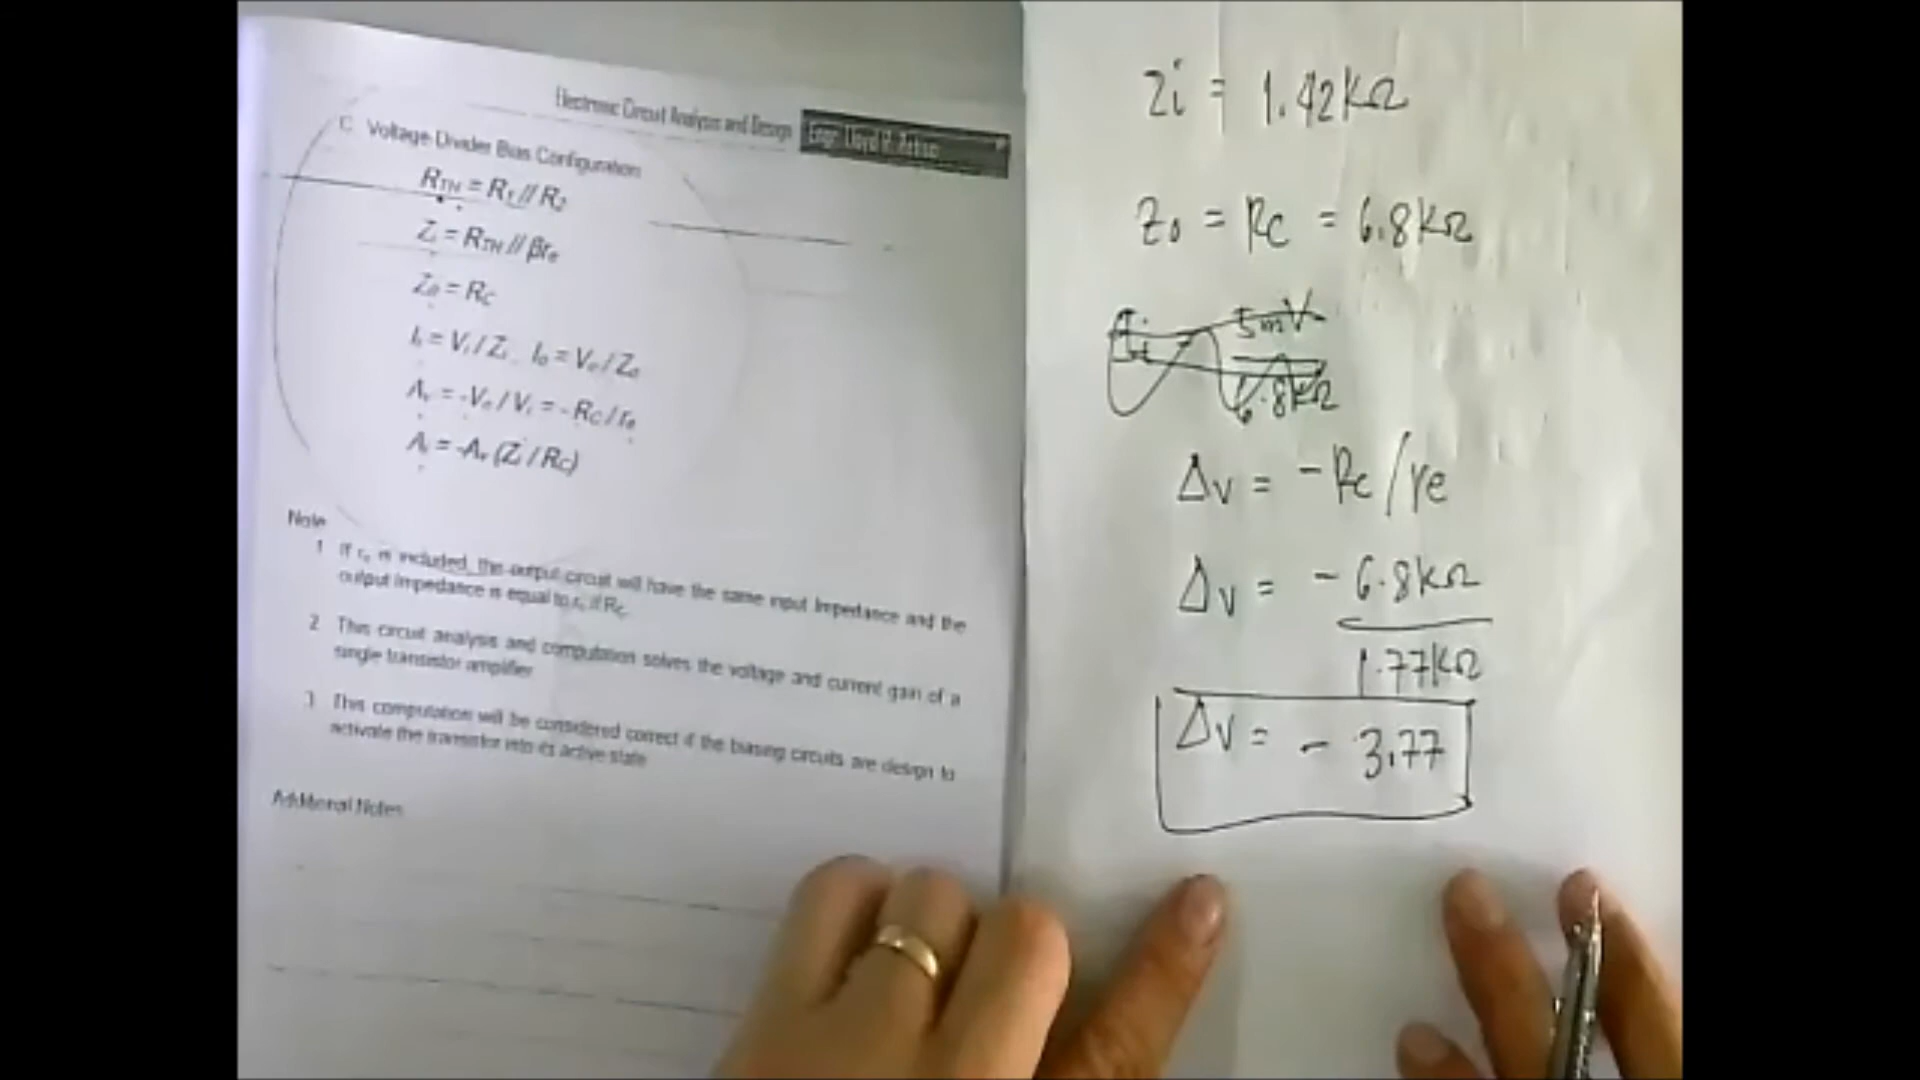 Electronic Circuit Analysis and Design
C. Voltage-Divider Bias Configuration
RTH = R1 // R2
Zi = RTH // βre
Zo = RC
Ii = Vi / Zi Io = Vo / Zo
Av = -Vo / Vi = -RC / re
Ai = -Av (Zi / RC)
Note
1 If ro is included, the output circuit will have the same input impedance and the
output impedance is equal to ro // RC
2 This circuit analysis and computation solves the voltage and current gain of a
single transistor amplifier
3 This computation will be considered correct if the biasing circuits are design to
activate the transistor into its active state
Additional Notes
Zi = 1.42kΩ
Zo = Rc = 6.8kΩ
5mV
6.8kΩ
Δv = - Rc / re
Δv = - 6.8kΩ
1.77kΩ
Δv = - 3.77